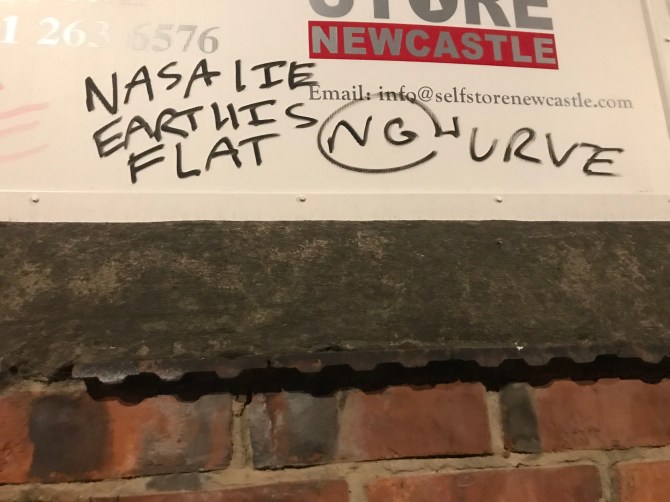 STORE
1 263 6576
NEWCASTLE
Email: info@selfstorenewcastle.com
NASA LIE
EARTH IS
FLAT
NG URVE